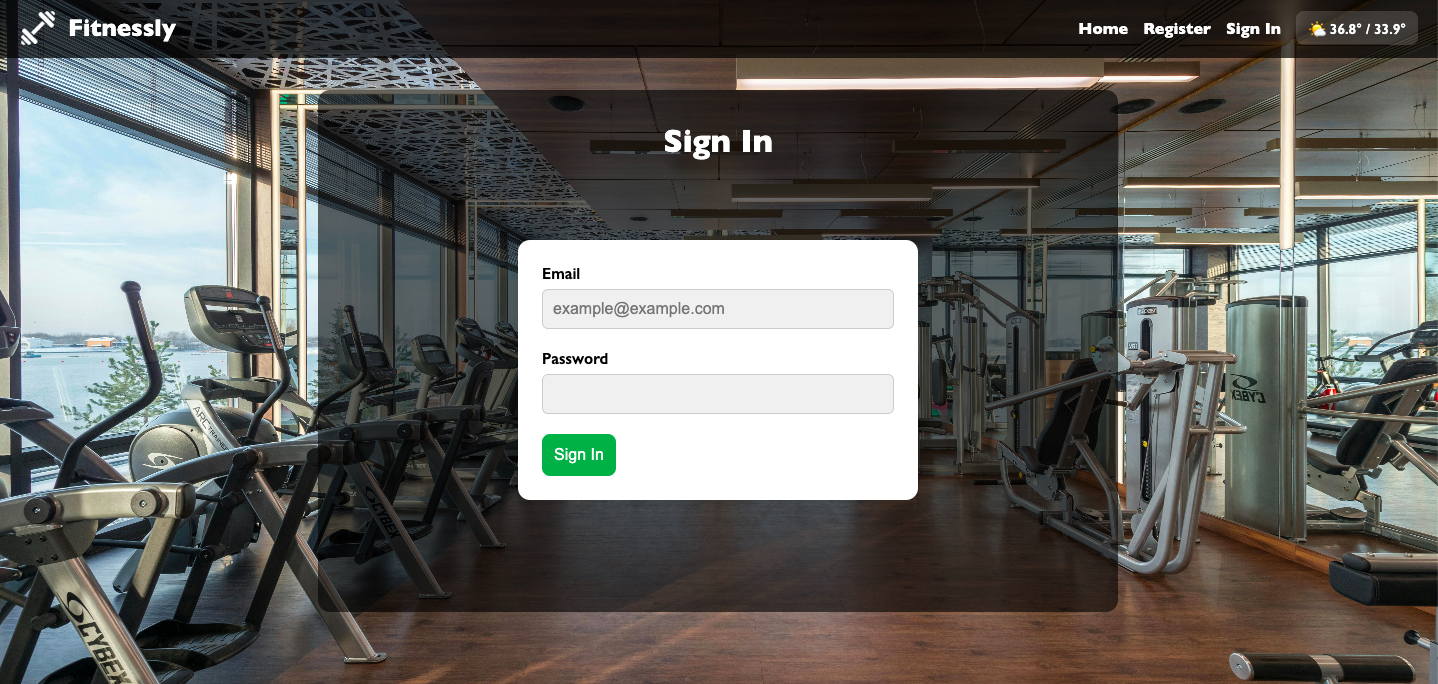 Fitnessly
Home Register Sign In 36.8° / 33.9°
Sign In
Email
example@example.com
Password
Sign In
ARC TRAINER
CYBEX
CYBEX